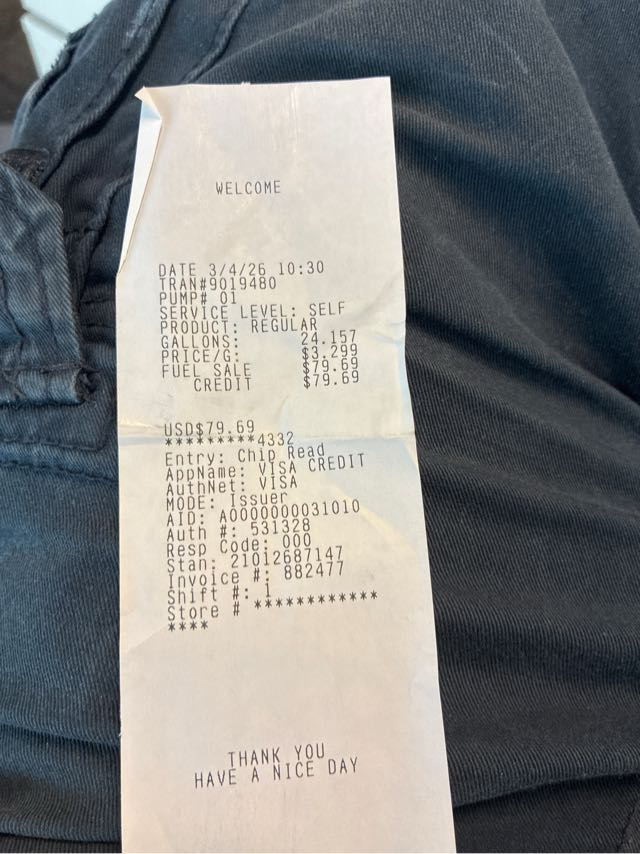 WELCOME
DATE 3/4/26 10:30
TRAN#9019480
PUMP# 01
SERVICE LEVEL: SELF
PRODUCT: REGULAR
GALLONS: 24.157
PRICE/G: $3.299
FUEL SALE $79.69
CREDIT $79.69
USD$79.69
*********4332
Entry: Chip Read
AppName: VISA CREDIT
AuthNet: VISA
MODE: Issuer
AID: A0000000031010
Auth #: 531328
Resp Code: 000
Stan: 21012687147
Invoice #: 882477
Shift #: 1
Store # ************
****
THANK YOU
HAVE A NICE DAY